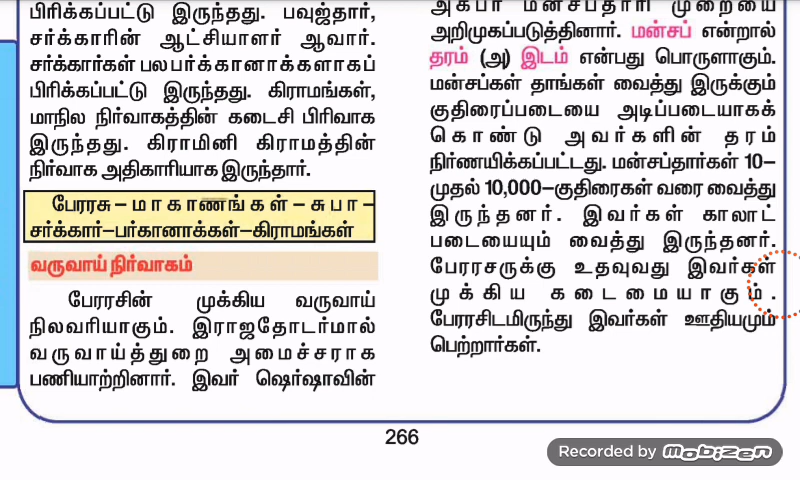 பிரிக்கப்பட்டு இருந்தது. பவுஜ்தார்,
சர்க்காரின் ஆட்சியாளர் ஆவார்.
சர்க்கார்கள் பலபர்க்கானாக்களாகப்
பிரிக்கப்பட்டு இருந்தது. கிராமங்கள்,
மாநில நிர்வாகத்தின் கடைசி பிரிவாக
இருந்தது. கிராமினி கிராமத்தின்
நிர்வாக அதிகாரியாக இருந்தார்.
பேரரசு – மாகாணங்கள் – சுபா –
சர்க்கார்–பர்கானாக்கள்–கிராமங்கள்
வருவாய் நிர்வாகம்
பேரரசின் முக்கிய வருவாய்
நிலவரியாகும். இராஜதோடர்மால்
வருவாய்த்துறை அமைச்சராக
பணியாற்றினார். இவர் ஷெர்ஷாவின்
அக்பர் மன்சப்தாரி முறையை
அறிமுகப்படுத்தினார். மன்சப் என்றால்
தரம் (அ) இடம் என்பது பொருளாகும்.
மன்சப்கள் தாங்கள் வைத்து இருக்கும்
குதிரைப்படையை அடிப்படையாகக்
கொண்டு அவர்களின் தரம்
நிர்ணயிக்கப்பட்டது. மன்சப்தார்கள் 10–
முதல் 10,000–குதிரைகள் வரை வைத்து
இருந்தனர். இவர்கள் காலாட்
படையையும் வைத்து இருந்தனர்.
பேரரசருக்கு உதவுவது இவர்கள்
முக்கிய கடைமையாகும்.
பேரரசிடமிருந்து இவர்கள் ஊதியமும்
பெற்றார்கள்.
266
Recorded by mobizen